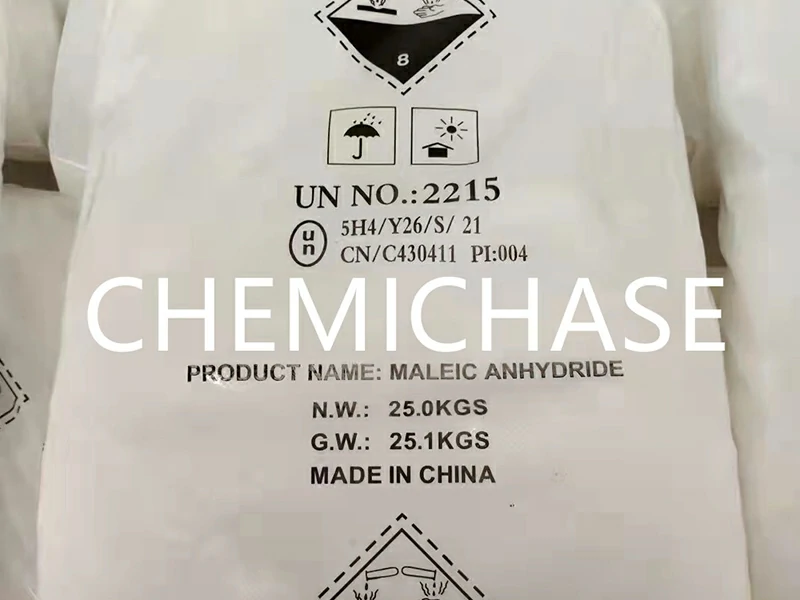 8
UN NO.:2215
un
5H4/Y26/S/ 21
CN/C430411 PI:004
CHEMICHASE
PRODUCT NAME: MALEIC ANHYDRIDE
N.W.: 25.0KGS
G.W.: 25.1KGS
MADE IN CHINA